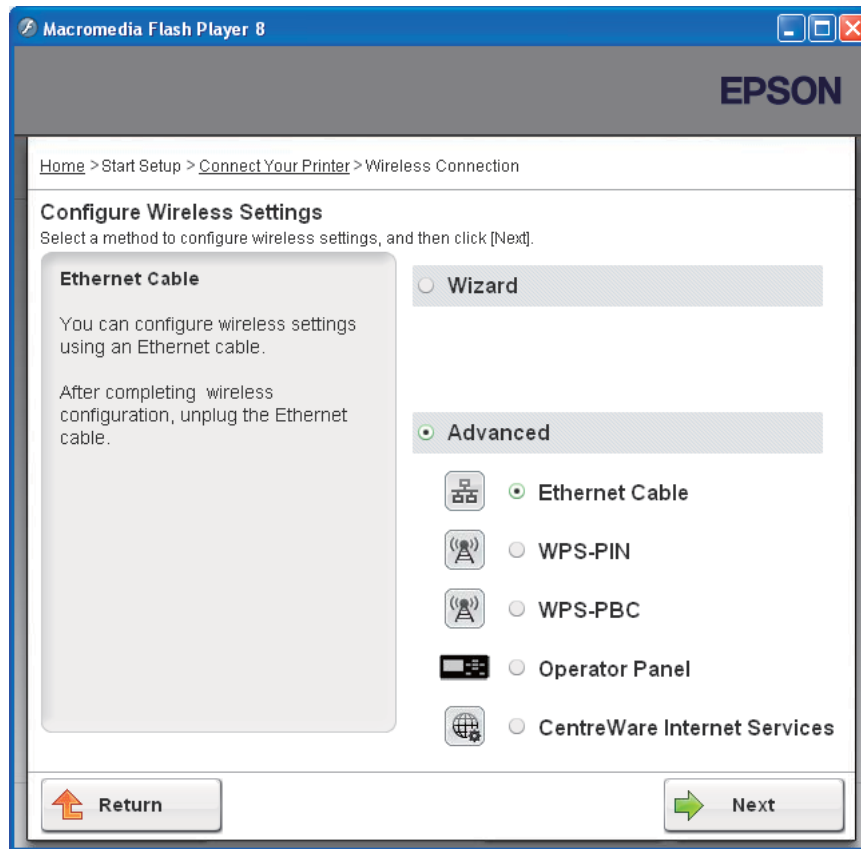 Macromedia Flash Player 8
EPSON
Home > Start Setup > Connect Your Printer > Wireless Connection
Configure Wireless Settings
Select a method to configure wireless settings, and then click [Next].
Ethernet Cable
You can configure wireless settings
using an Ethernet cable.
After completing wireless
configuration, unplug the Ethernet
cable.
Wizard
Advanced
Ethernet Cable
WPS-PIN
WPS-PBC
Operator Panel
CentreWare Internet Services
Return
Next